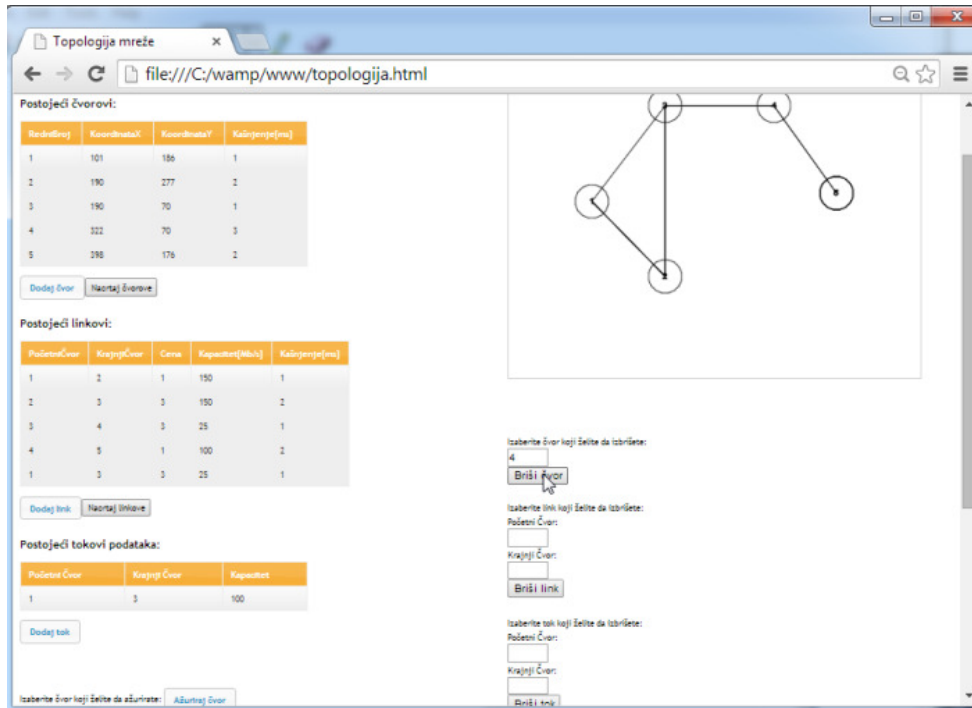 Topologija mreže
file:///C:/wamp/www/topologija.html
Postojeći čvorovi:
RedniBroj KoordinataX KoordinataY Kašnjenje[ms]
1 101 186 1
2 190 277 2
3 190 70 1
4 322 70 3
5 398 176 2
Dodaj čvor Nacrtaj čvorove
Postojeći linkovi:
PočetniČvor KrajnjiČvor Cena Kapacitet[Mb/s] Kašnjenje[ms]
1 2 1 150 1
2 3 3 150 2
3 4 3 25 1
4 5 1 100 2
1 3 3 25 1
Dodaj link Nacrtaj linkove
Postojeći tokovi podataka:
Početni Čvor Krajnji Čvor Kapacitet
1 3 100
Dodaj tok
Izaberite čvor koji želite da ažurirate: Ažuriraj čvor
Izaberite čvor koji želite da izbrišete:
4
Briši čvor
Izaberite link koji želite da izbrišete:
Početni Čvor:
Krajnji Čvor:
Briši link
Izaberite tok koji želite da izbrišete:
Početni Čvor:
Krajnji Čvor:
Briši tok